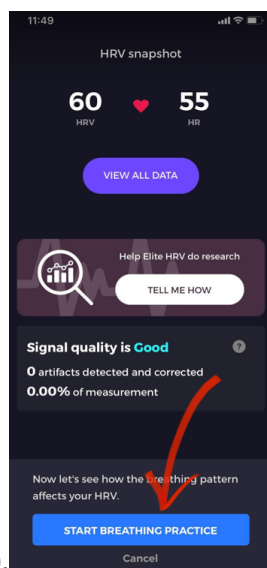 11:49
HRV snapshot
60 55
HRV HR
VIEW ALL DATA
Help Elite HRV do research
TELL ME HOW
Signal quality is Good ?
0 artifacts detected and corrected
0.00% of measurement
Now let's see how the breathing pattern
affects your HRV.
START BREATHING PRACTICE
Cancel